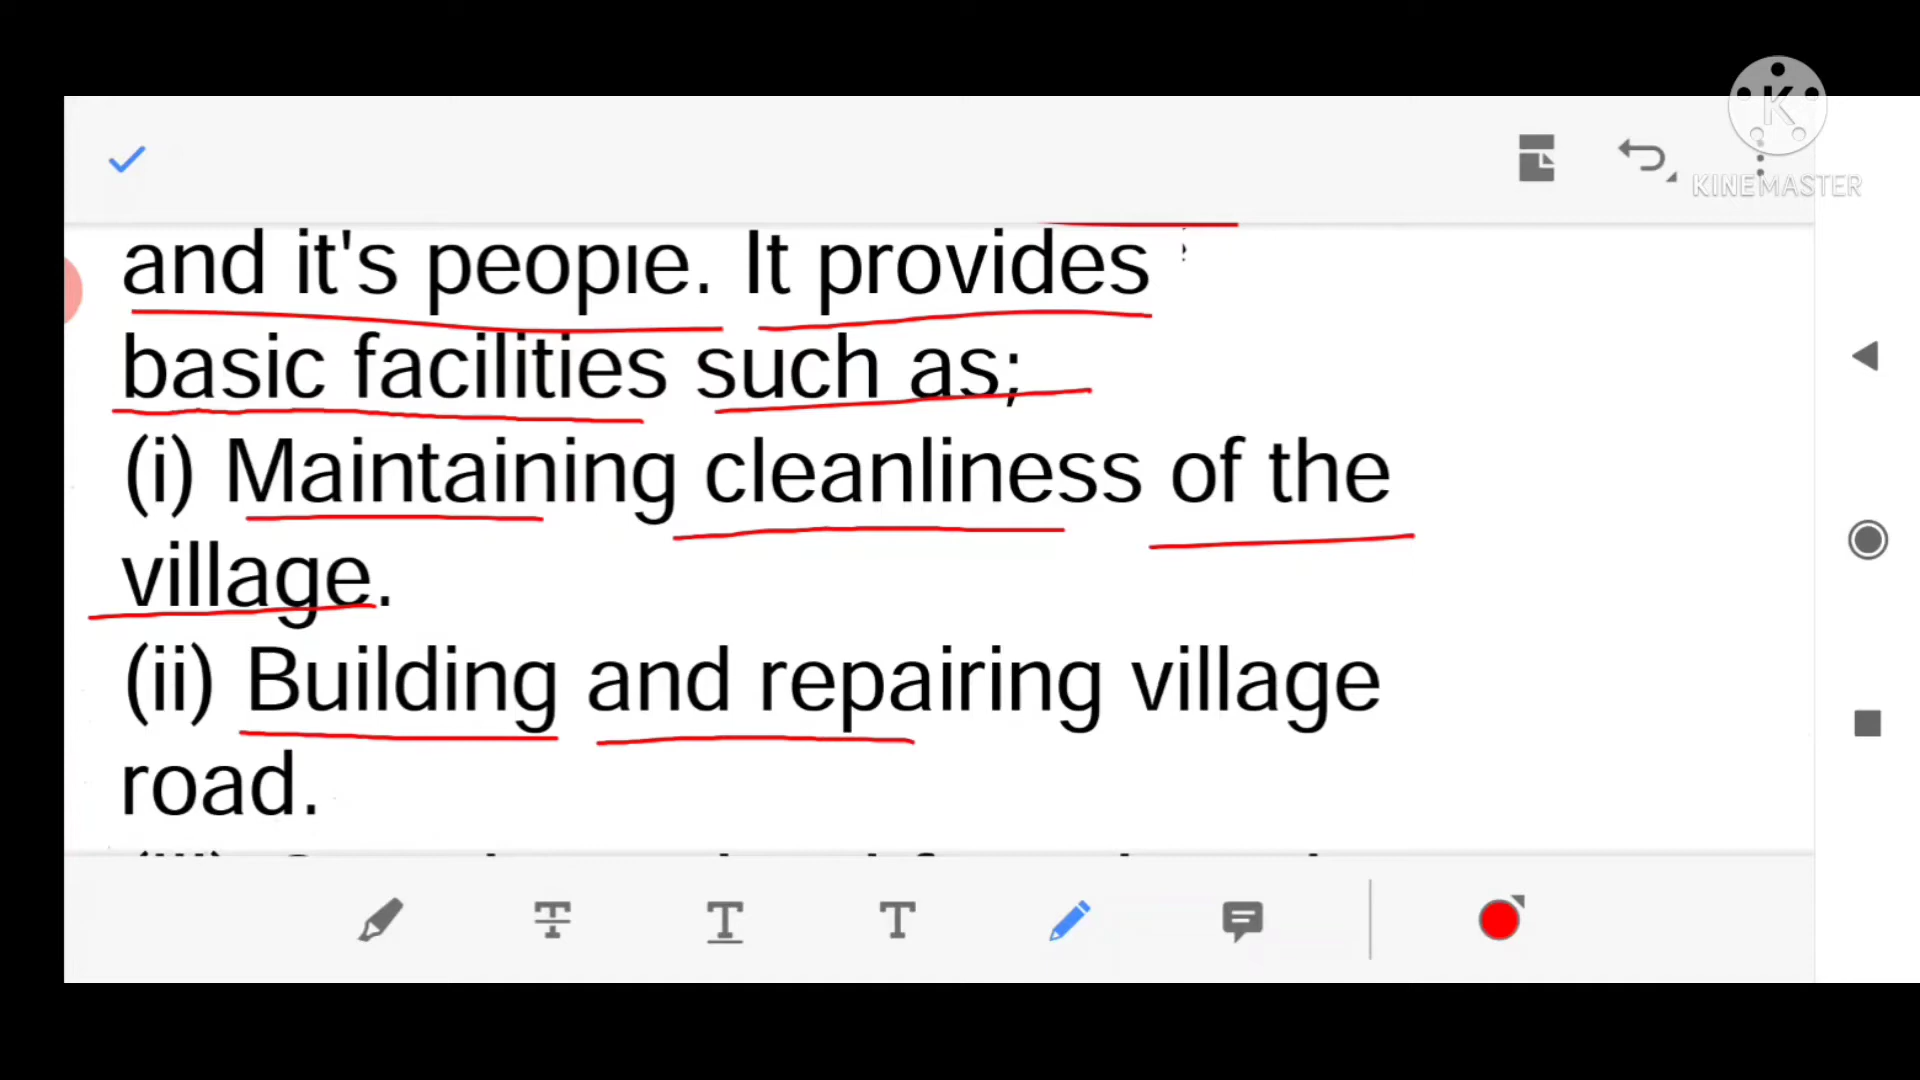 K
KINEMASTER
and it's people. It provides
basic facilities such as;
(i) Maintaining cleanliness of the
village.
(ii) Building and repairing village
road.